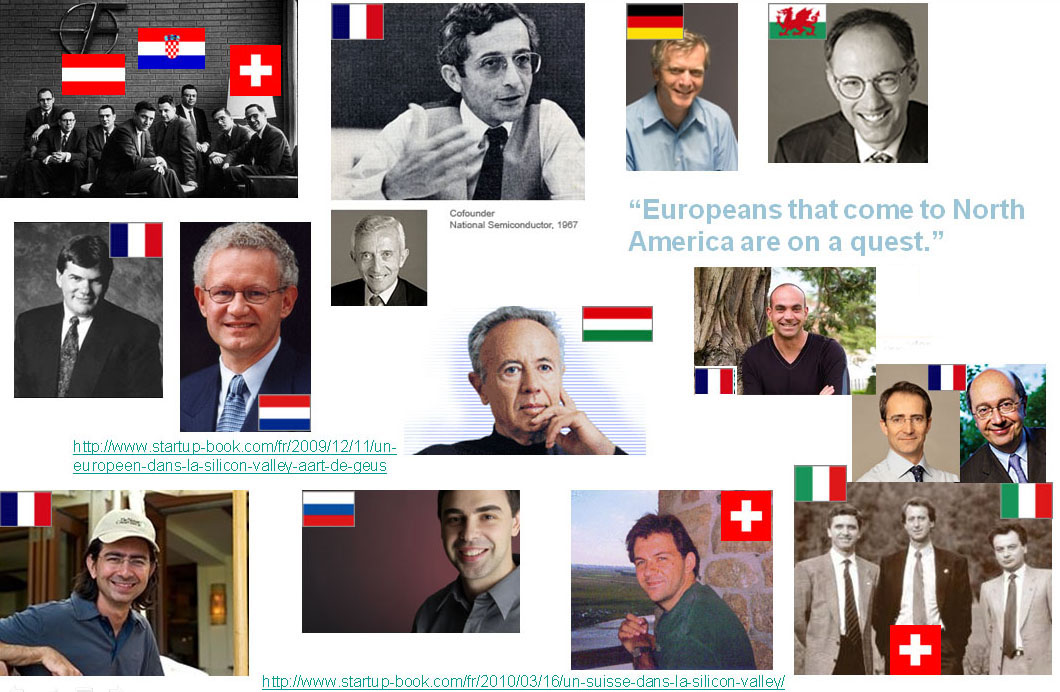 Cofounder
National Semiconductor, 1967
“Europeans that come to North
America are on a quest.”
http://www.startup-book.com/fr/2009/12/11/un-
europeen-dans-la-silicon-valley-aart-de-geus
http://www.startup-book.com/fr/2010/03/16/un-suisse-dans-la-silicon-valley/